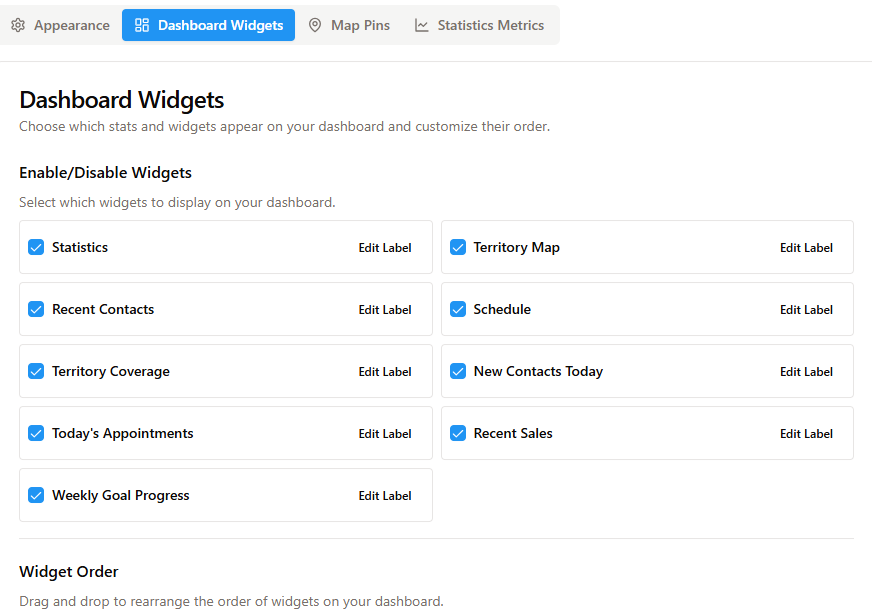 Appearance Dashboard Widgets Map Pins Statistics Metrics
Dashboard Widgets
Choose which stats and widgets appear on your dashboard and customize their order.
Enable/Disable Widgets
Select which widgets to display on your dashboard.
Statistics Edit Label Territory Map Edit Label
Recent Contacts Edit Label Schedule Edit Label
Territory Coverage Edit Label New Contacts Today Edit Label
Today's Appointments Edit Label Recent Sales Edit Label
Weekly Goal Progress Edit Label
Widget Order
Drag and drop to rearrange the order of widgets on your dashboard.